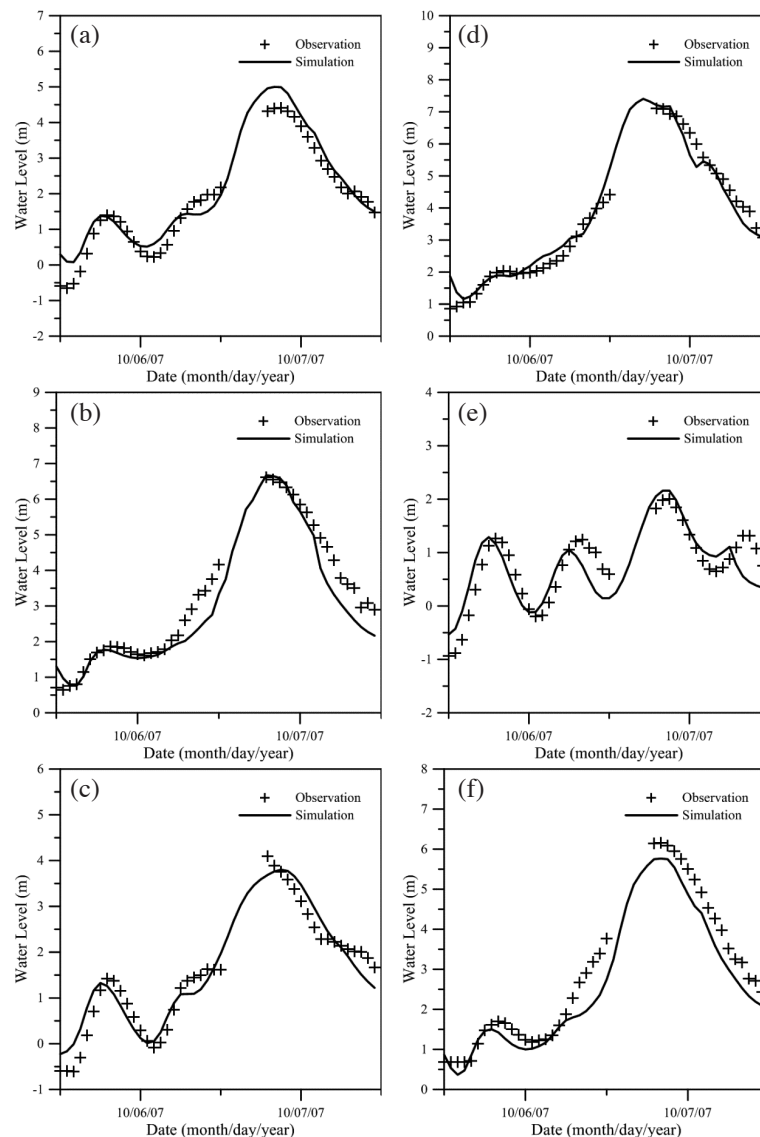 (a)
Observation
Simulation
Water Level (m)
7
6
5
4
3
2
1
0
-1
-2
10/06/07
10/07/07
Date (month/day/year)
(d)
Observation
Simulation
Water Level (m)
10
9
8
7
6
5
4
3
2
1
0
10/06/07
10/07/07
Date (month/day/year)
(b)
Observation
Simulation
Water Level (m)
9
8
7
6
5
4
3
2
1
0
10/06/07
10/07/07
Date (month/day/year)
(e)
Observation
Simulation
Water Level (m)
4
3
2
1
0
-1
-2
10/06/07
10/07/07
Date (month/day/year)
(c)
Observation
Simulation
Water Level (m)
6
5
4
3
2
1
0
-1
10/06/07
10/07/07
Date (month/day/year)
(f)
Observation
Simulation
Water Level (m)
8
7
6
5
4
3
2
1
0
10/06/07
10/07/07
Date (month/day/year)